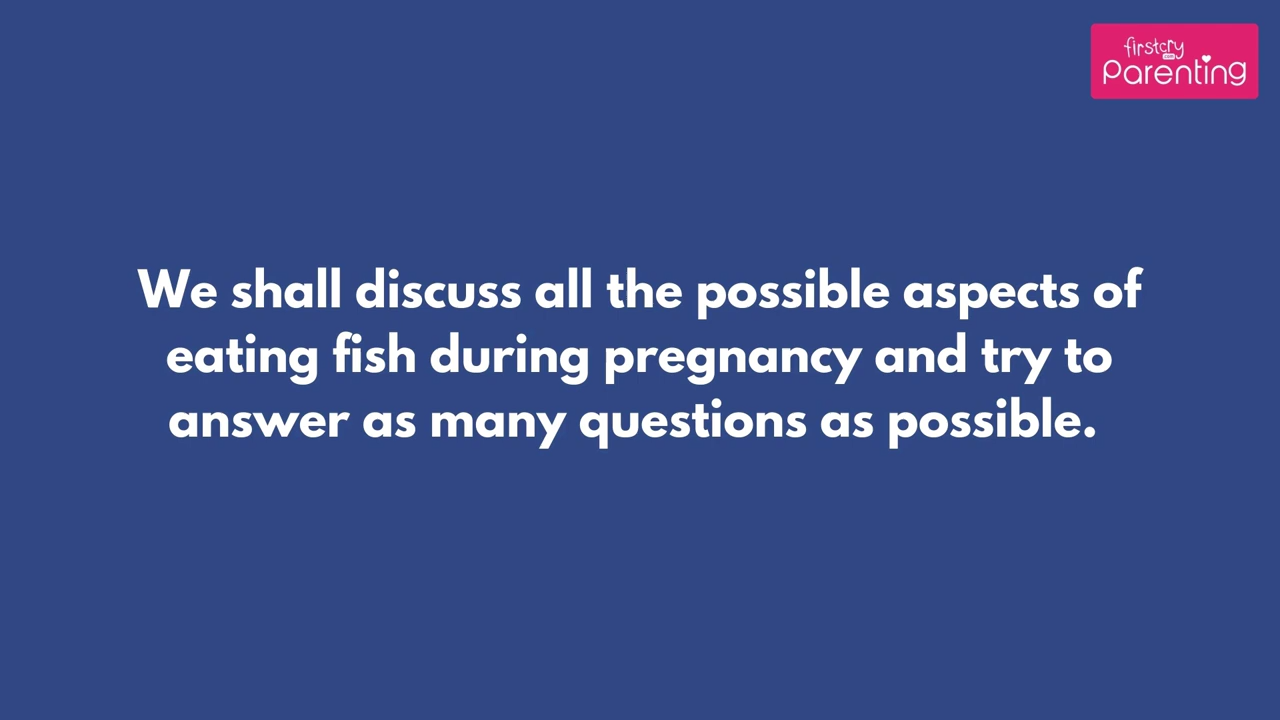 firstcry
.com
Parenting
We shall discuss all the possible aspects of
eating fish during pregnancy and try to
answer as many questions as possible.